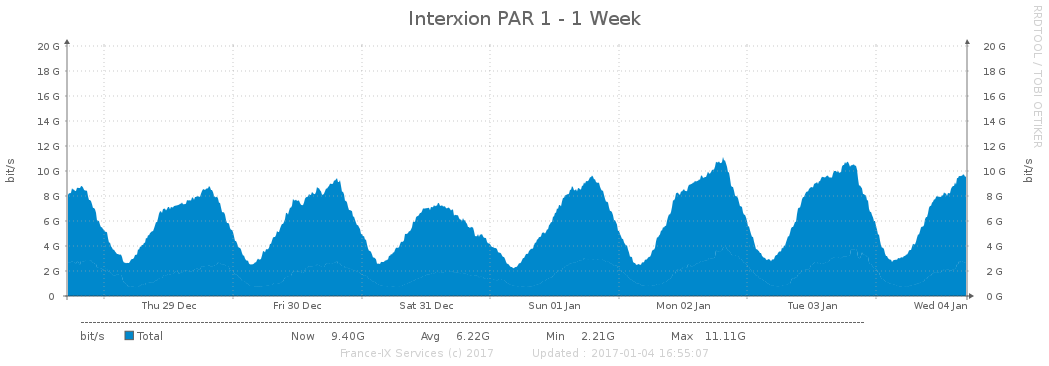 Interxion PAR 1 - 1 Week
RRDTOOL / TOBI OETIKER
bit/s
20 G 20 G
18 G 18 G
16 G 16 G
14 G 14 G
12 G 12 G
10 G 10 G
8 G 8 G
6 G 6 G
4 G 4 G
2 G 2 G
0 0 G
bit/s
Thu 29 Dec Fri 30 Dec Sat 31 Dec Sun 01 Jan Mon 02 Jan Tue 03 Jan Wed 04 Jan
bit/s Total Now 9.40G Avg 6.22G Min 2.21G Max 11.11G
France-IX Services (c) 2017 Updated : 2017-01-04 16:55:07